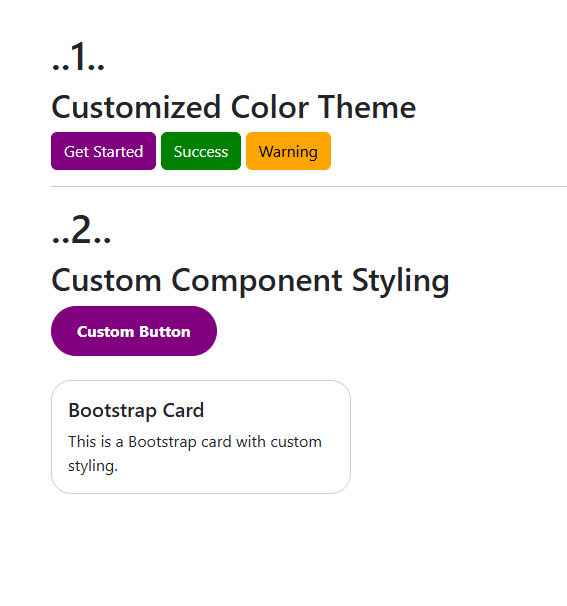 ..1..
Customized Color Theme
Get Started Success Warning
..2..
Custom Component Styling
Custom Button
Bootstrap Card
This is a Bootstrap card with custom
styling.